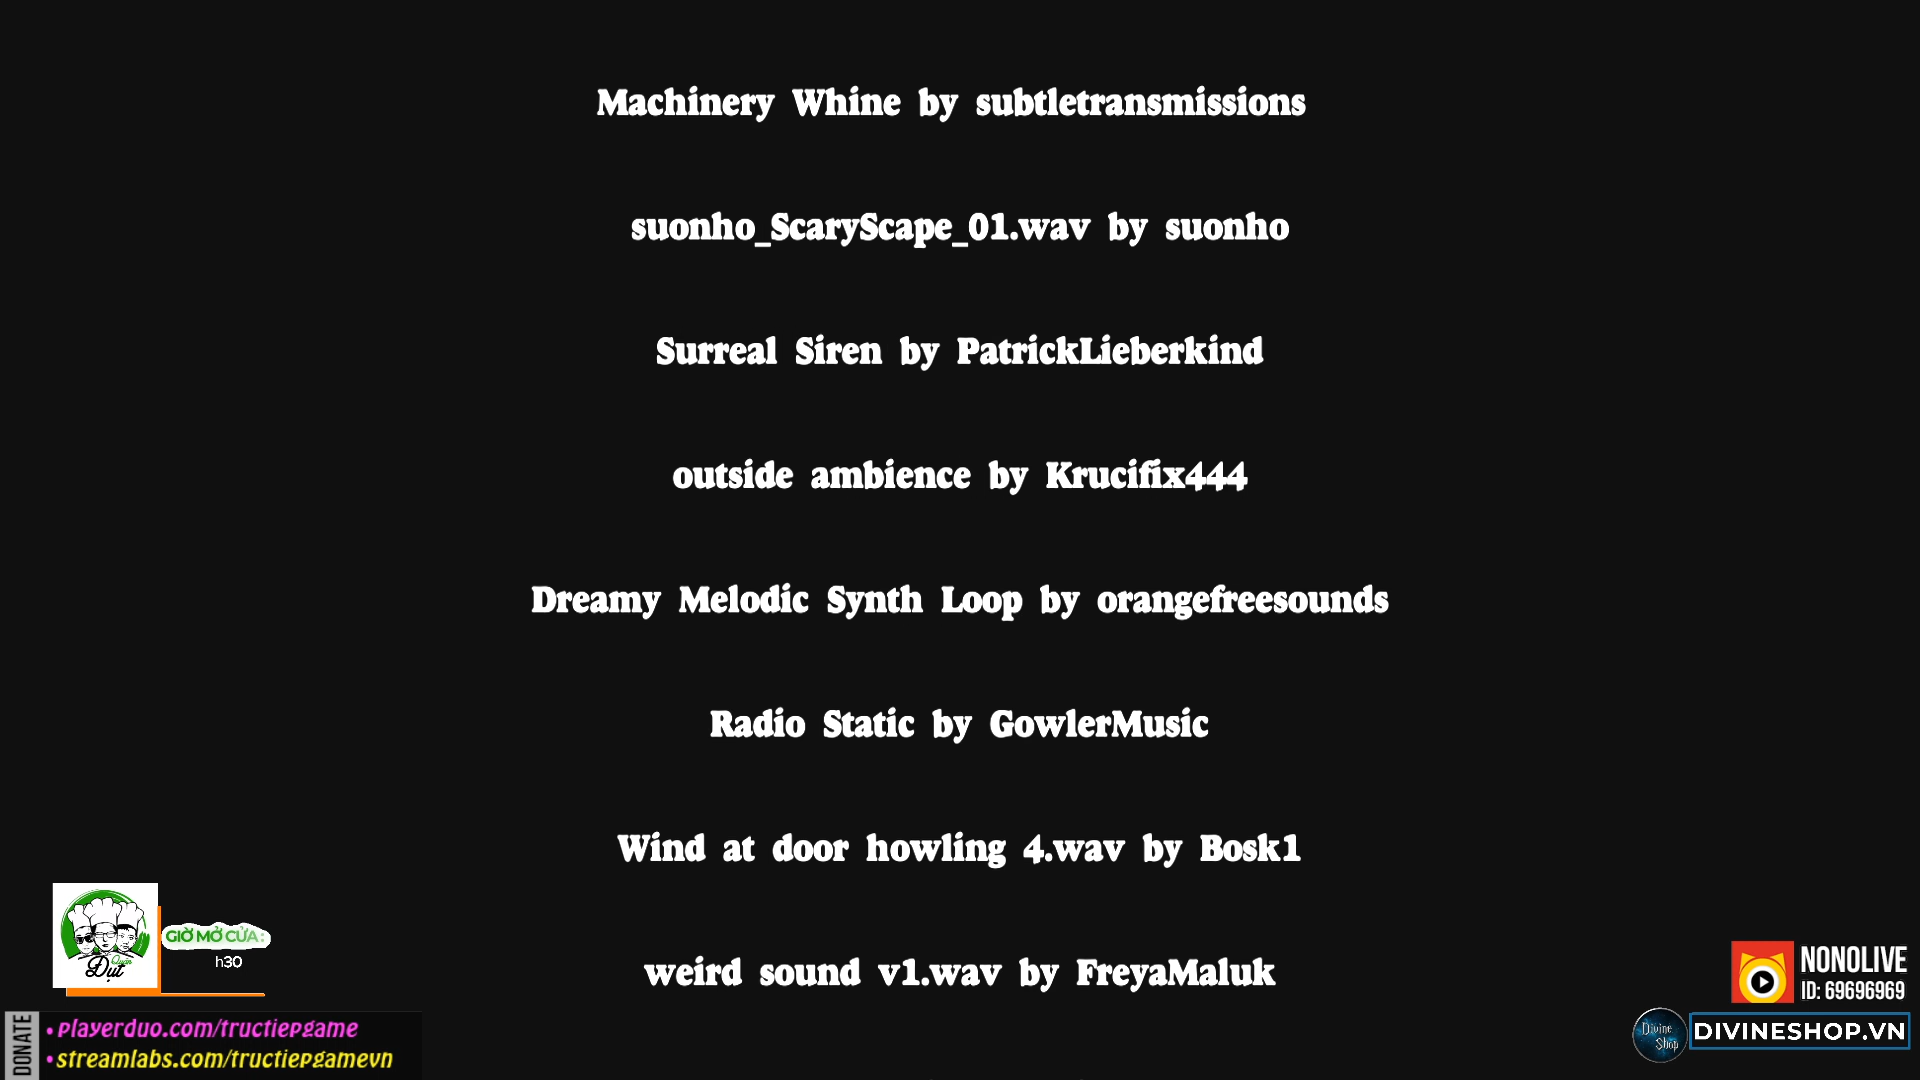 Machinery Whine by subtletransmissions
suonho_ScaryScape_01.wav by suonho
Surreal Siren by PatrickLieberkind
outside ambience by Krucifix444
Dreamy Melodic Synth Loop by orangefreesounds
Radio Static by GowlerMusic
Wind at door howling 4.wav by Bosk1
weird sound v1.wav by FreyaMaluk
Quán
Đụt
GIỜ MỞ CỬA :
h30
DONATE
• playerduo.com/tructiepgame
• streamlabs.com/tructiepgamevn
NONOLIVE
ID: 69696969
Divine
Shop
DIVINESHOP.VN